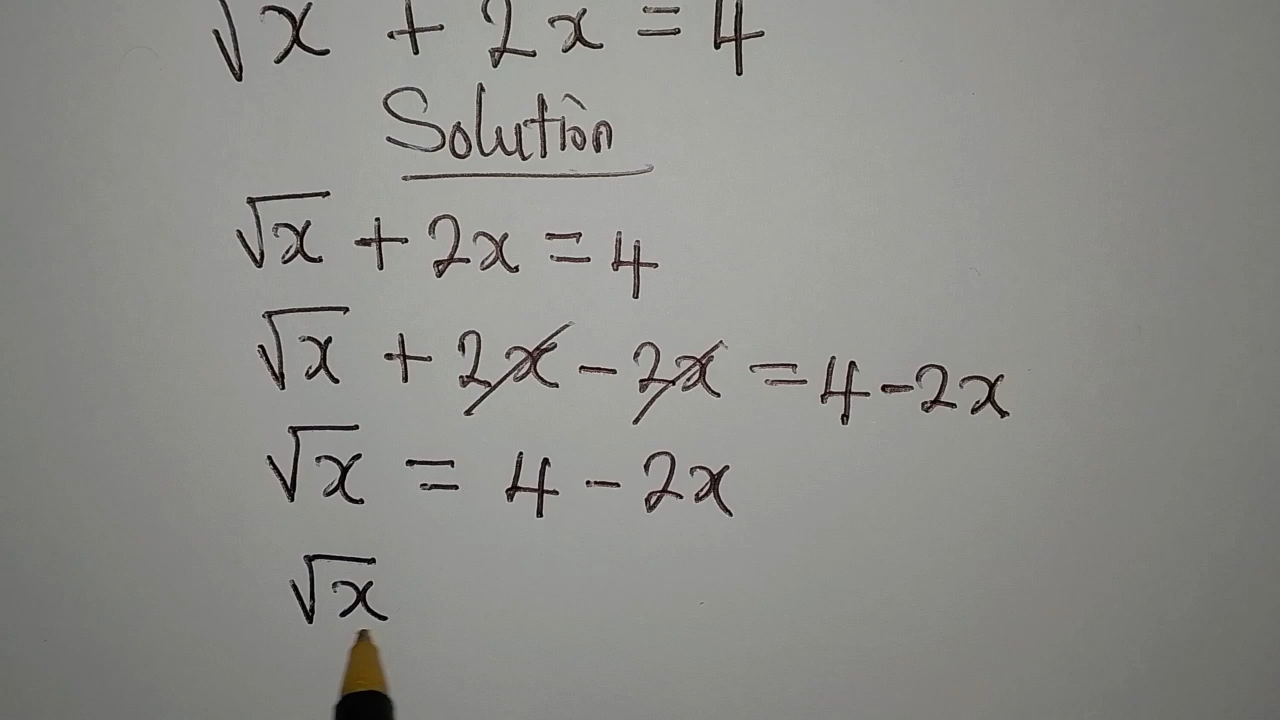 √x + 2x = 4
Solution
√x + 2x = 4
√x + 2x - 2x = 4 - 2x
√x = 4 - 2x
√x